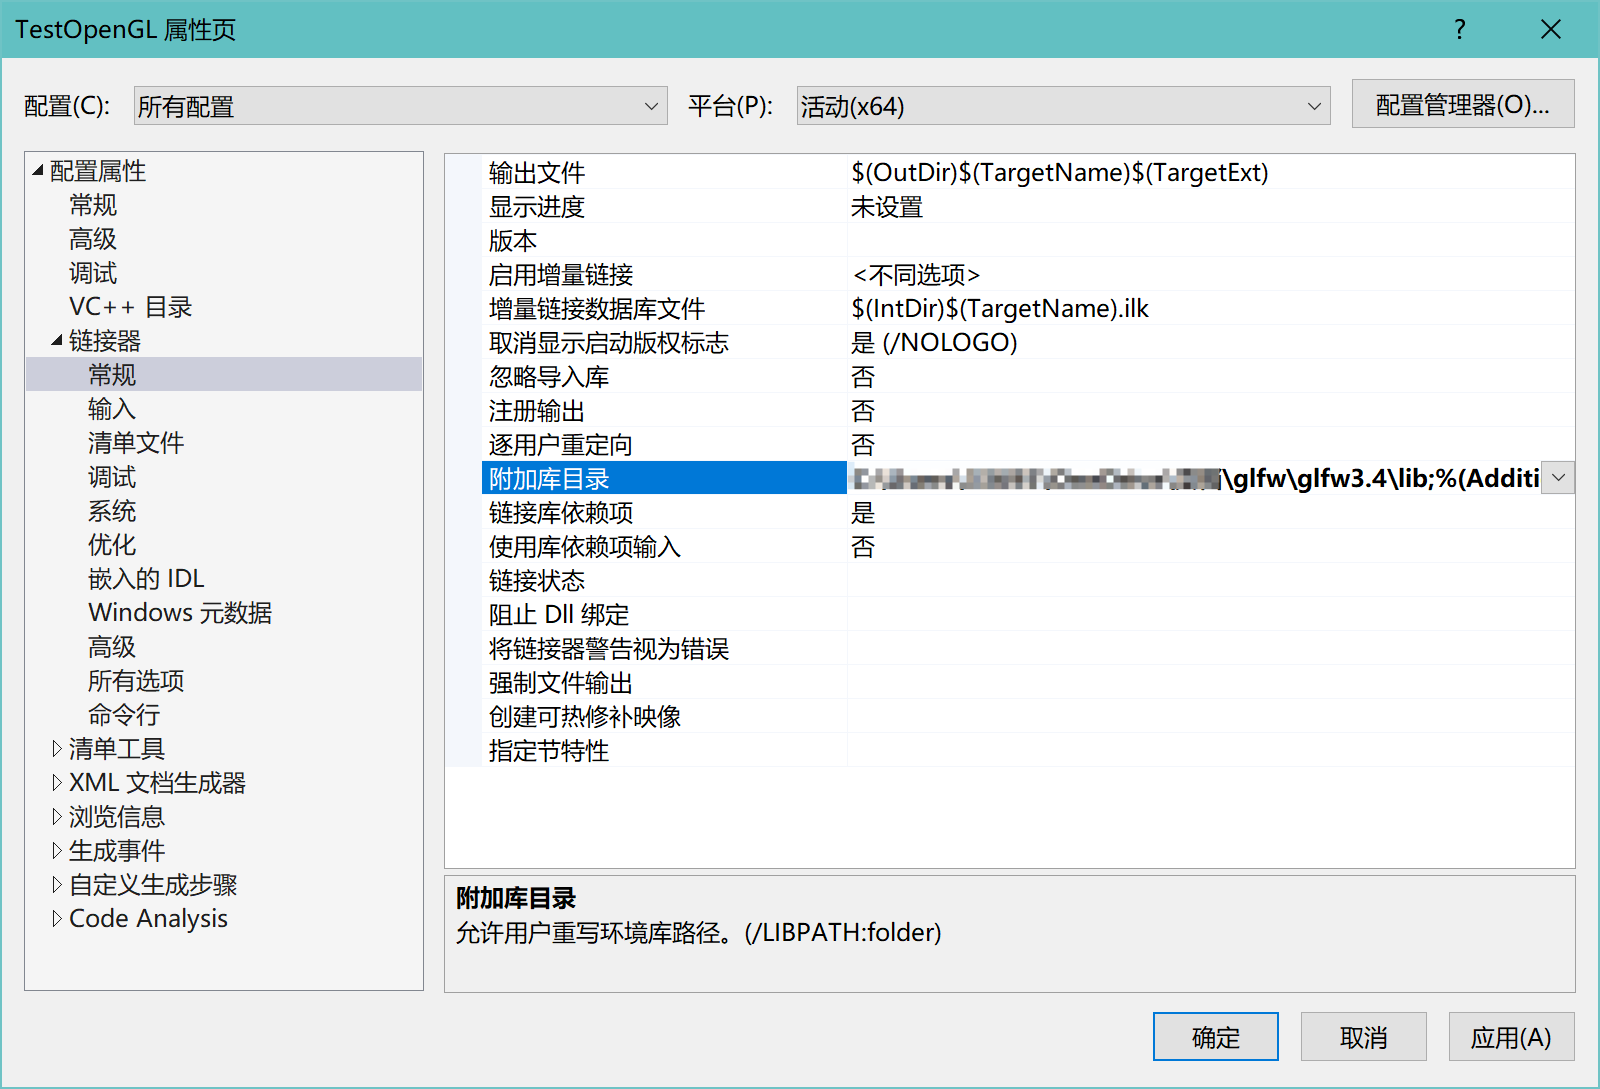 TestOpenGL 属性页
?
配置(C):
所有配置
平台(P):
活动(x64)
配置管理器(O)...
配置属性
常规
高级
调试
VC++ 目录
链接器
常规
输入
清单文件
调试
系统
优化
嵌入的 IDL
Windows 元数据
高级
所有选项
命令行
清单工具
XML 文档生成器
浏览信息
生成事件
自定义生成步骤
Code Analysis
输出文件 $(OutDir)$(TargetName)$(TargetExt)
显示进度 未设置
版本
启用增量链接 <不同选项>
增量链接数据库文件 $(IntDir)$(TargetName).ilk
取消显示启动版权标志 是 (/NOLOGO)
忽略导入库 否
注册输出 否
逐用户重定向 否
附加库目录 \glfw\glfw3.4\lib;%(Additi
链接库依赖项 是
使用库依赖项输入 否
链接状态
阻止 Dll 绑定
将链接器警告视为错误
强制文件输出
创建可热修补映像
指定节特性
附加库目录
允许用户重写环境库路径。(/LIBPATH:folder)
确定
取消
应用(A)